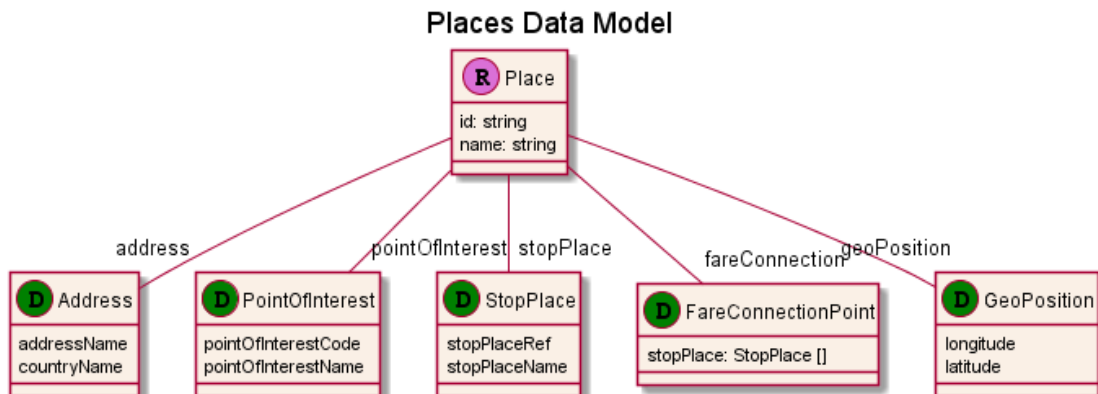 Places Data Model
R Place
id: string
name: string
address
pointOfInterest
stopPlace
fareConnection
geoPosition
D Address
addressName
countryName
D PointOfInterest
pointOfInterestCode
pointOfInterestName
D StopPlace
stopPlaceRef
stopPlaceName
D FareConnectionPoint
stopPlace: StopPlace []
D GeoPosition
longitude
latitude